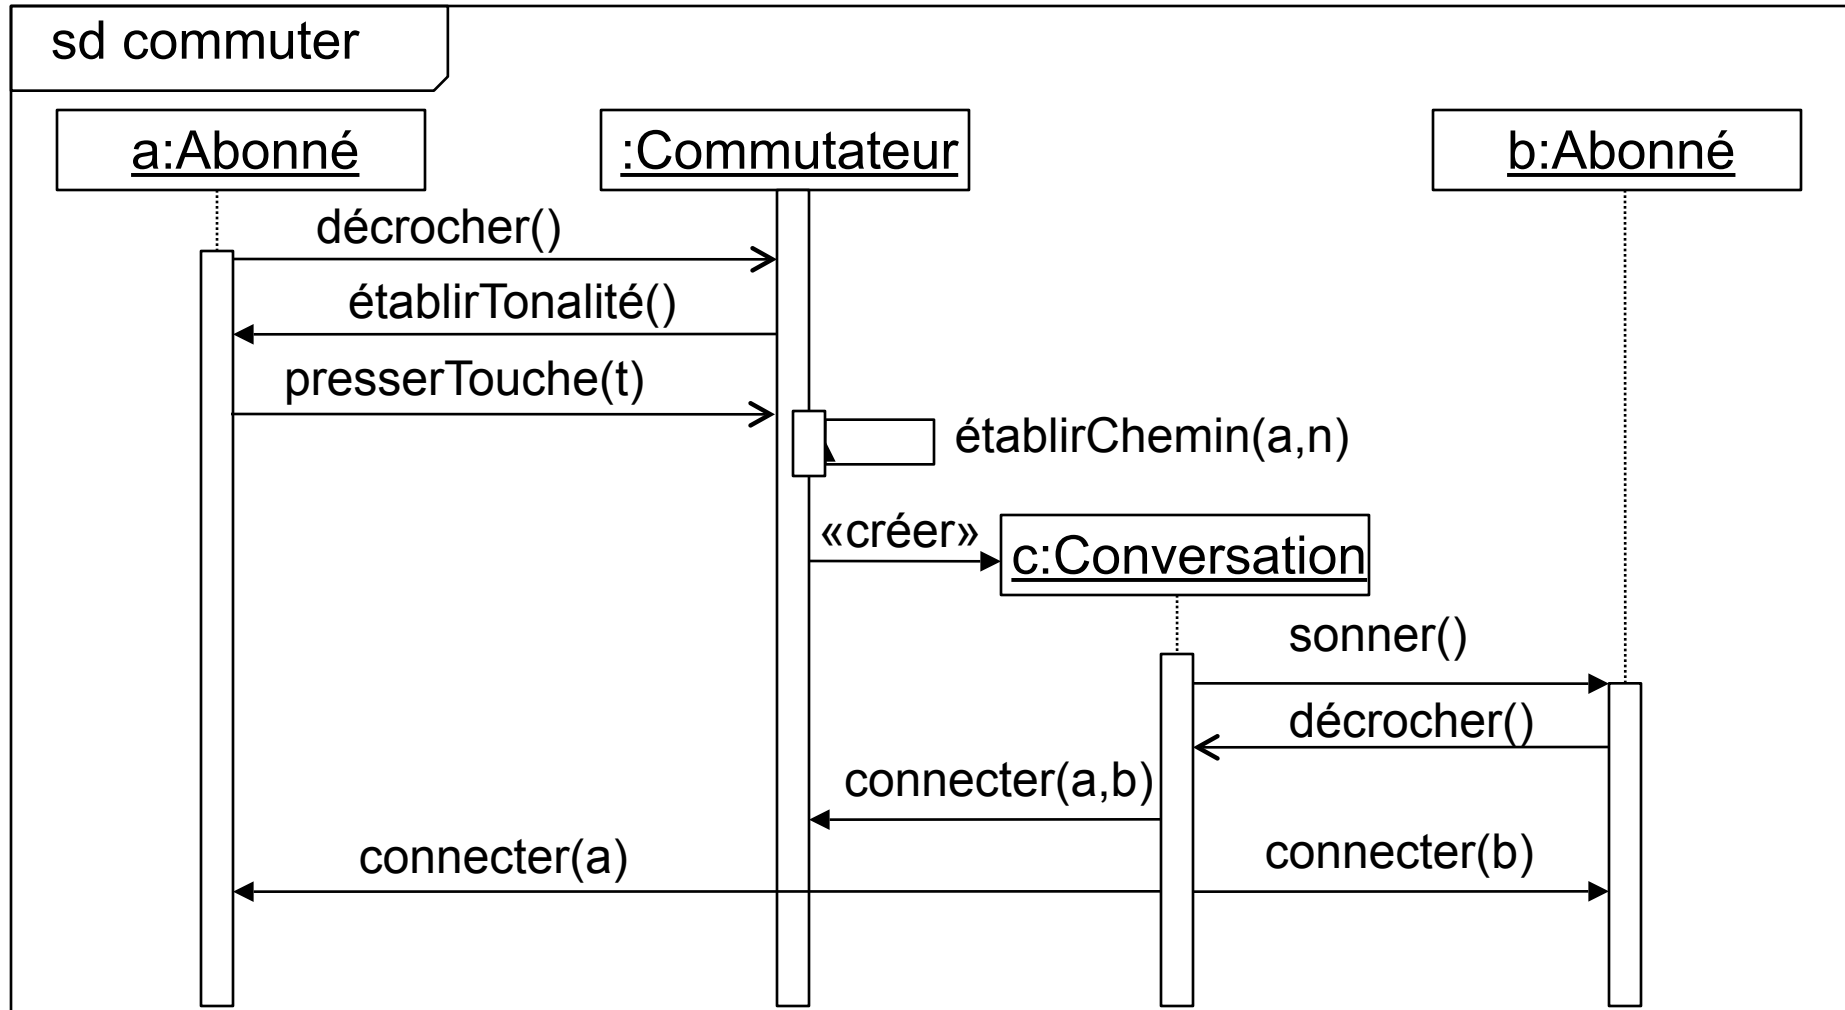 sd commuter
a:Abonné
:Commutateur
b:Abonné
décrocher()
établirTonalité()
presserTouche(t)
établirChemin(a,n)
«créer»
c:Conversation
sonner()
décrocher()
connecter(a,b)
connecter(a)
connecter(b)